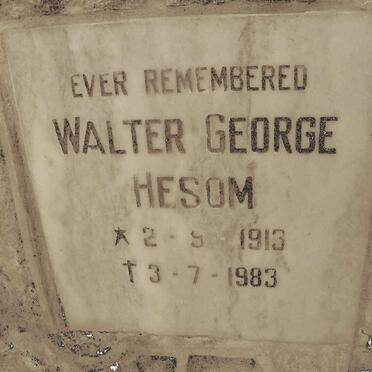 EVER REMEMBERED
WALTER GEORGE
HESOM
* 2 - 5 - 1913
† 3 - 7 - 1983